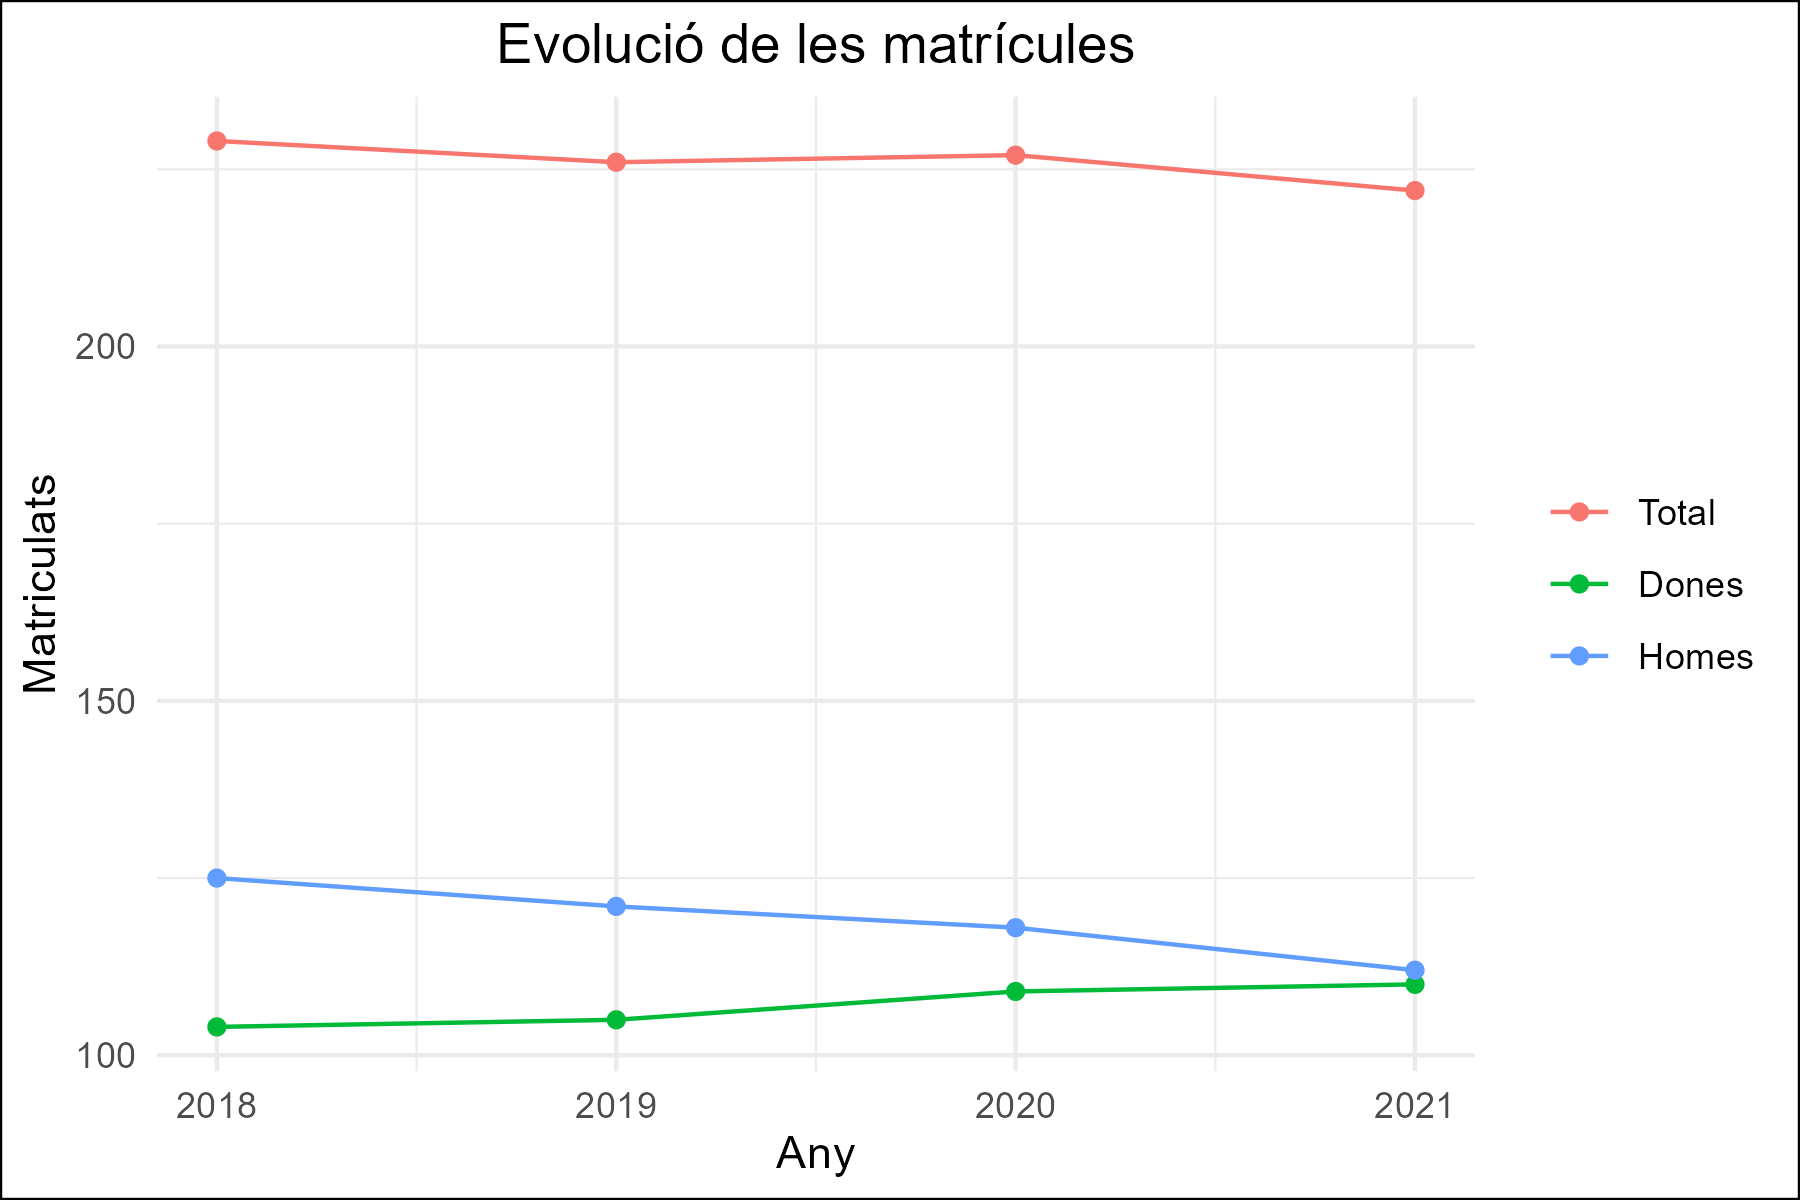 Evolució de les matrícules
Matriculats
200
150
100
2018
2019
2020
2021
Any
Total
Dones
Homes